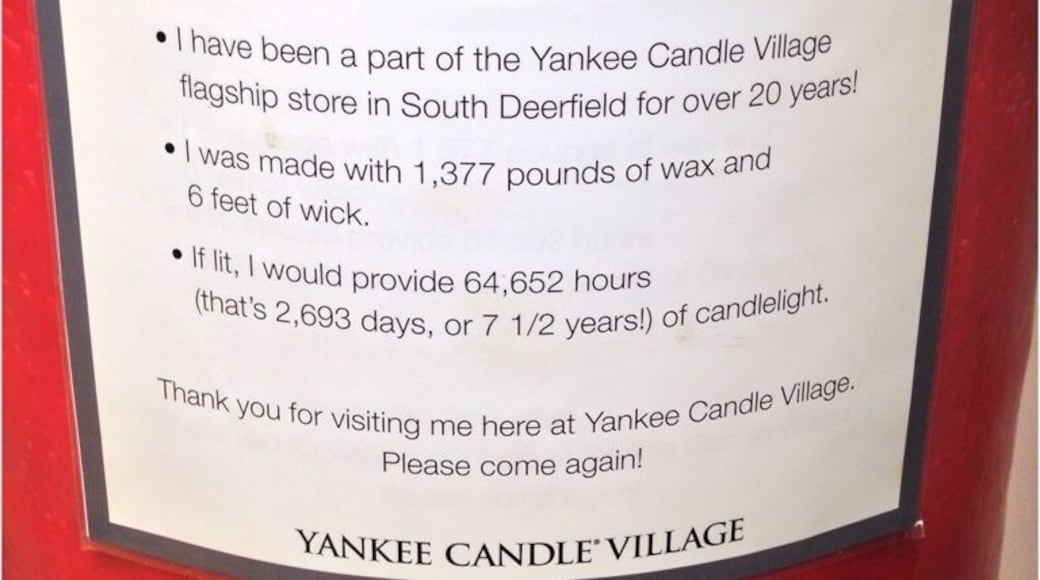 • I have been a part of the Yankee Candle Village
flagship store in South Deerfield for over 20 years!
• I was made with 1,377 pounds of wax and
6 feet of wick.
• If lit, I would provide 64,652 hours
(that's 2,693 days, or 7 1/2 years!) of candlelight.
Thank you for visiting me here at Yankee Candle Village.
Please come again!
YANKEE CANDLE® VILLAGE